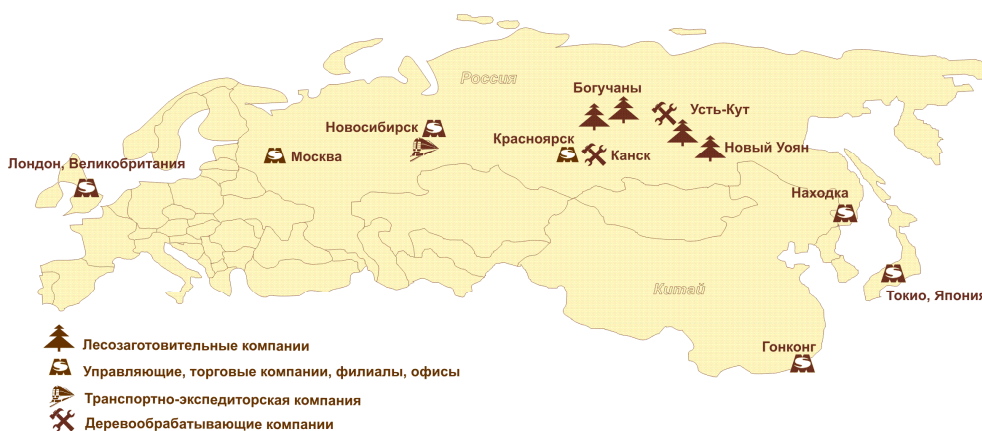 Россия
Богучаны
Усть-Кут
Новосибирск
Красноярск
Новый Уоян
Москва
Канск
Лондон, Великобритания
Находка
Китай
Токио, Япония
Гонконг
Лесозаготовительные компании
Управляющие, торговые компании, филиалы, офисы
Транспортно-экспедиторская компания
Деревообрабатывающие компании